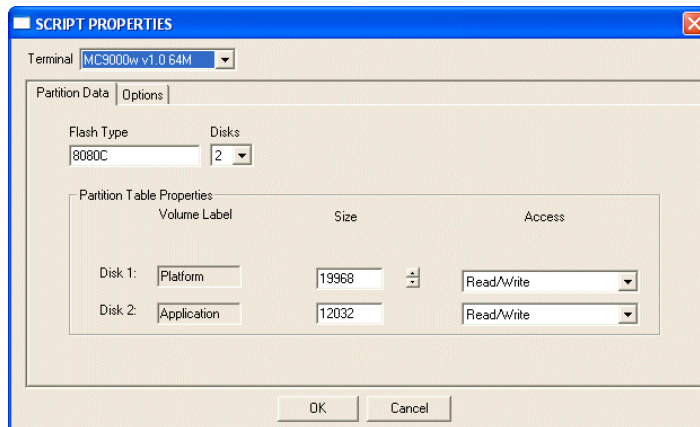 SCRIPT PROPERTIES
Terminal MC9000w v1.0 64M
Partition Data Options
Flash Type Disks
8080C 2
Partition Table Properties
Volume Label Size Access
Disk 1: Platform 19968 Read/Write
Disk 2: Application 12032 Read/Write
OK Cancel